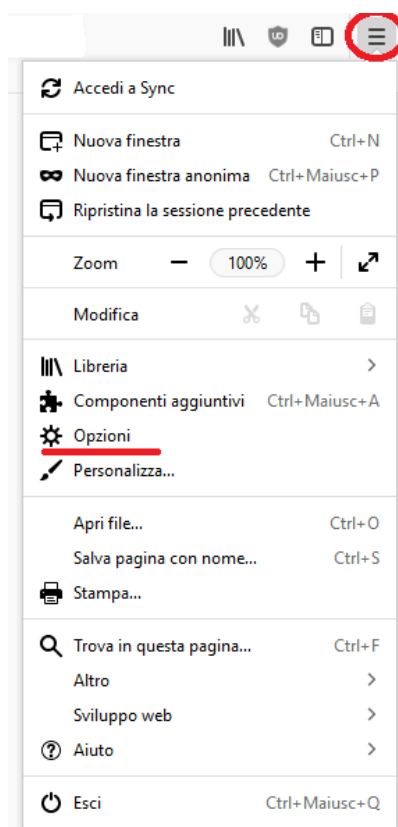 Accedi a Sync
Nuova finestra Ctrl+N
Nuova finestra anonima Ctrl+Maiusc+P
Ripristina la sessione precedente
Zoom 100%
Modifica
Libreria
Componenti aggiuntivi Ctrl+Maiusc+A
Opzioni
Personalizza...
Apri file... Ctrl+O
Salva pagina con nome... Ctrl+S
Stampa...
Trova in questa pagina... Ctrl+F
Altro
Sviluppo web
Aiuto
Esci Ctrl+Maiusc+Q